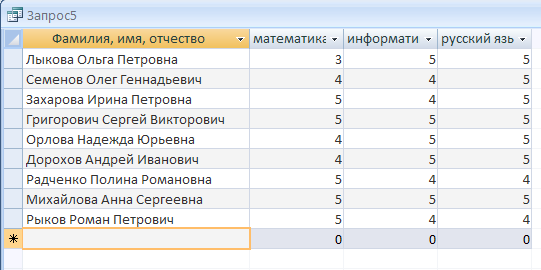 Запрос5
Фамилия, имя, отчество математика информати русский язь
Лыкова Ольга Петровна 3 5 5
Семенов Олег Геннадьевич 4 4 5
Захарова Ирина Петровна 5 4 5
Григорович Сергей Викторович 5 5 5
Орлова Надежда Юрьевна 4 5 5
Дорохов Андрей Иванович 4 5 5
Радченко Полина Романовна 5 4 4
Михайлова Анна Сергеевна 5 5 5
Рыков Роман Петрович 5 4 4
0 0 0